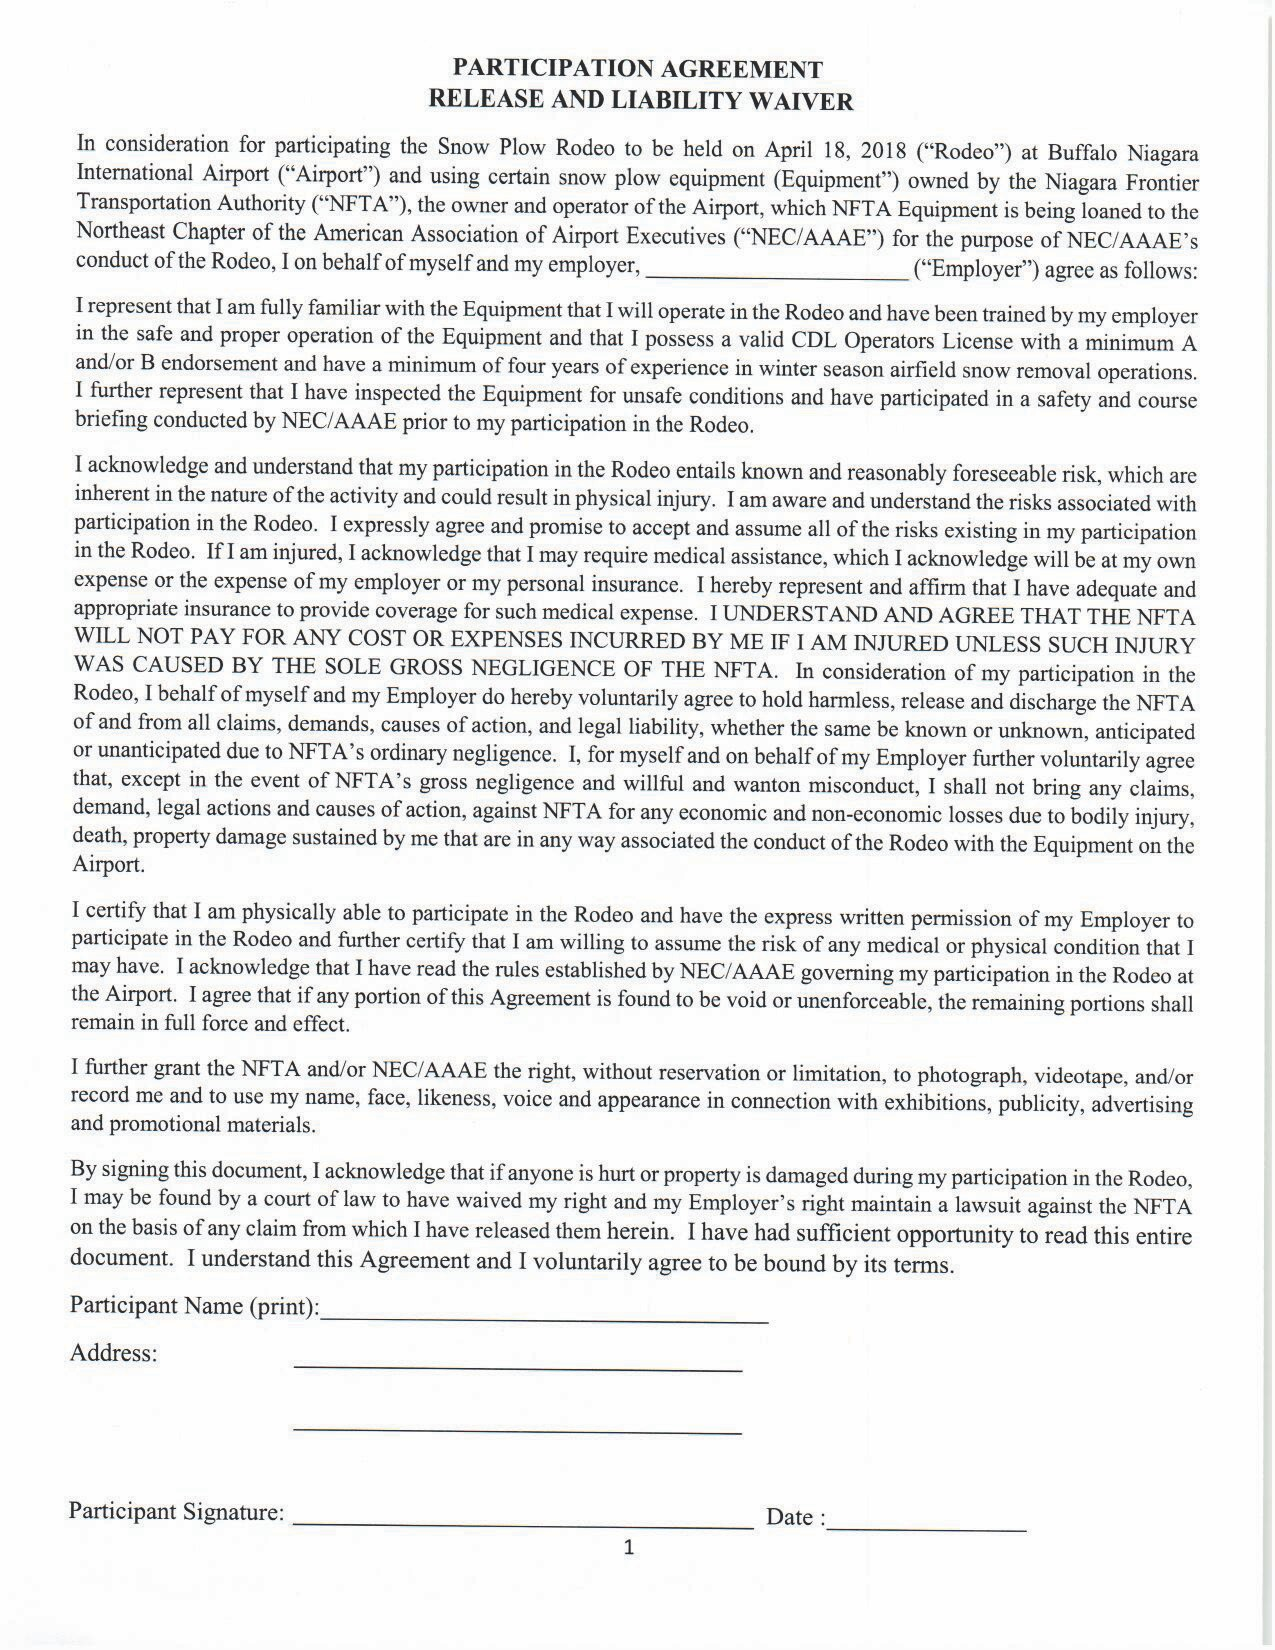 PARTICIPATION AGREEMENT
RELEASE AND LIABILITY WAIVER
In consideration for participating the Snow Plow Rodeo to be held on April 18, 2018 (“Rodeo”) at Buffalo Niagara
International Airport (“Airport”) and using certain snow plow equipment (Equipment”) owned by the Niagara Frontier
Transportation Authority (“NFTA”), the owner and operator of the Airport, which NFTA Equipment is being loaned to the
Northeast Chapter of the American Association of Airport Executives (“NEC/AAAE”) for the purpose of NEC/AAAE’s
conduct of the Rodeo, I on behalf of myself and my employer, ______________________ (“Employer”) agree as follows:
I represent that I am fully familiar with the Equipment that I will operate in the Rodeo and have been trained by my employer
in the safe and proper operation of the Equipment and that I possess a valid CDL Operators License with a minimum A
and/or B endorsement and have a minimum of four years of experience in winter season airfield snow removal operations.
I further represent that I have inspected the Equipment for unsafe conditions and have participated in a safety and course
briefing conducted by NEC/AAAE prior to my participation in the Rodeo.
I acknowledge and understand that my participation in the Rodeo entails known and reasonably foreseeable risk, which are
inherent in the nature of the activity and could result in physical injury. I am aware and understand the risks associated with
participation in the Rodeo. I expressly agree and promise to accept and assume all of the risks existing in my participation
in the Rodeo. If I am injured, I acknowledge that I may require medical assistance, which I acknowledge will be at my own
expense or the expense of my employer or my personal insurance. I hereby represent and affirm that I have adequate and
appropriate insurance to provide coverage for such medical expense. I UNDERSTAND AND AGREE THAT THE NFTA
WILL NOT PAY FOR ANY COST OR EXPENSES INCURRED BY ME IF I AM INJURED UNLESS SUCH INJURY
WAS CAUSED BY THE SOLE GROSS NEGLIGENCE OF THE NFTA. In consideration of my participation in the
Rodeo, I behalf of myself and my Employer do hereby voluntarily agree to hold harmless, release and discharge the NFTA
of and from all claims, demands, causes of action, and legal liability, whether the same be known or unknown, anticipated
or unanticipated due to NFTA’s ordinary negligence. I, for myself and on behalf of my Employer further voluntarily agree
that, except in the event of NFTA’s gross negligence and willful and wanton misconduct, I shall not bring any claims,
demand, legal actions and causes of action, against NFTA for any economic and non-economic losses due to bodily injury,
death, property damage sustained by me that are in any way associated the conduct of the Rodeo with the Equipment on the
Airport.
I certify that I am physically able to participate in the Rodeo and have the express written permission of my Employer to
participate in the Rodeo and further certify that I am willing to assume the risk of any medical or physical condition that I
may have. I acknowledge that I have read the rules established by NEC/AAAE governing my participation in the Rodeo at
the Airport. I agree that if any portion of this Agreement is found to be void or unenforceable, the remaining portions shall
remain in full force and effect.
I further grant the NFTA and/or NEC/AAAE the right, without reservation or limitation, to photograph, videotape, and/or
record me and to use my name, face, likeness, voice and appearance in connection with exhibitions, publicity, advertising
and promotional materials.
By signing this document, I acknowledge that if anyone is hurt or property is damaged during my participation in the Rodeo,
I may be found by a court of law to have waived my right and my Employer’s right maintain a lawsuit against the NFTA
on the basis of any claim from which I have released them herein. I have had sufficient opportunity to read this entire
document. I understand this Agreement and I voluntarily agree to be bound by its terms.
Participant Name (print):
Address:
Participant Signature: Date :
1